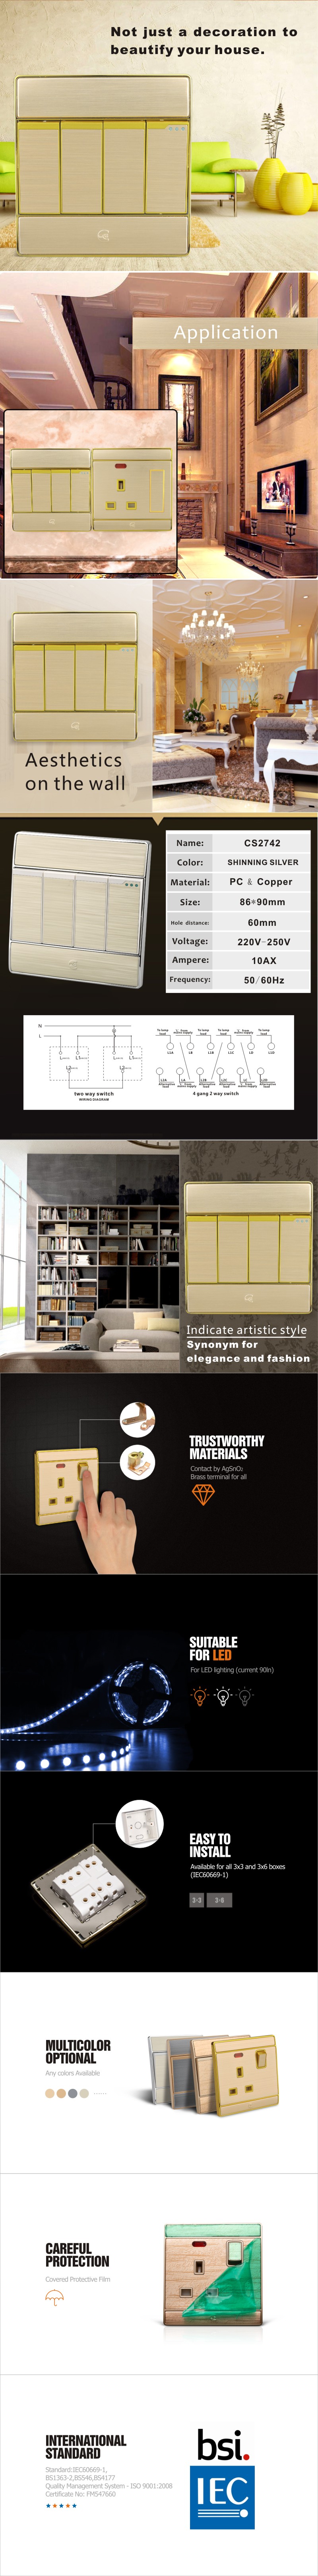 Not just a decoration to
beautify your house.
Application
Aesthetics
on the wall
Name: CS2742
Color: SHINNING SILVER
Material: PC & Copper
Size: 86*90mm
Hole distance: 60mm
Voltage: 220V-250V
Ampere: 10AX
Frequency: 50/60Hz
N
L
two way switch
WIRING DIAGRAM
4 gang 2 way switch
Indicate artistic style
Synonym for
elegance and fashion
TRUSTWORTHY
MATERIALS
Contact by AgSnO2
Brass terminal for all
SUITABLE
FOR LED
For LED lighting (current 90In)
EASY TO
INSTALL
Available for all 3x3 and 3x6 boxes
(IEC60669-1)
3·3 3·6
MULTICOLOR
OPTIONAL
Any colors Available
CAREFUL
PROTECTION
Covered Protective Film
INTERNATIONAL
STANDARD
Standard:IEC60669-1,
BS1363-2,BS546,BS4177
Quality Management System - ISO 9001:2008
Certificate No: FM547660
bsi.
IEC